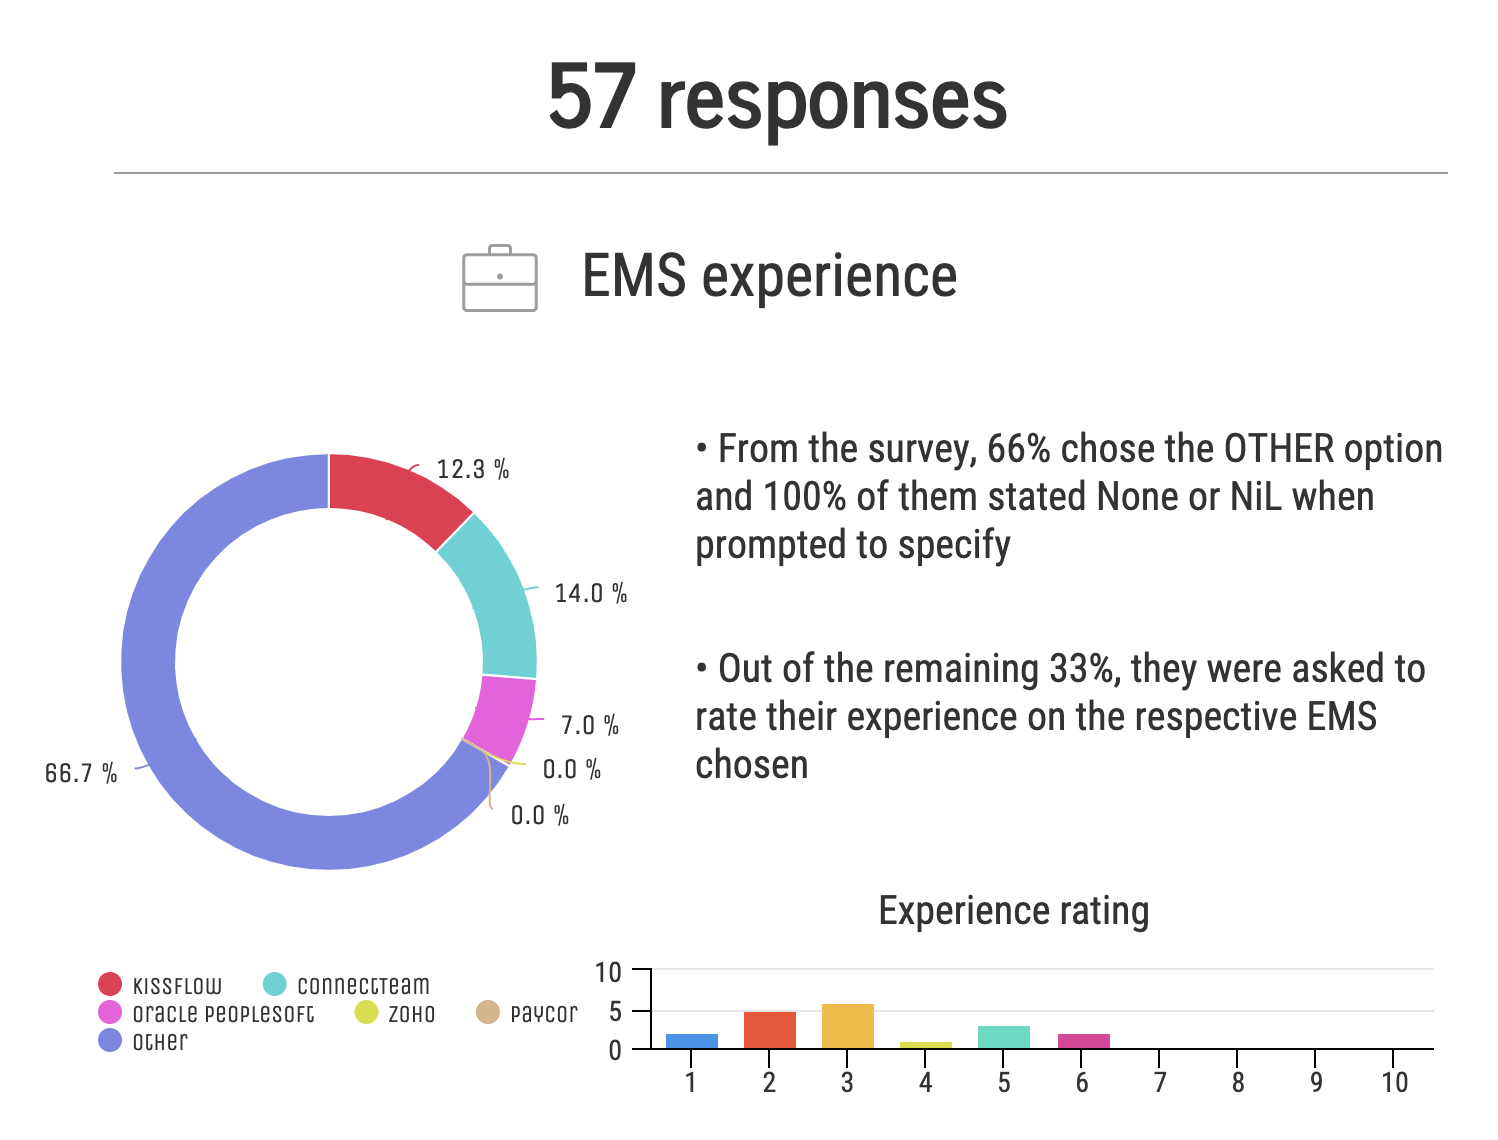 57 responses
EMS experience
• From the survey, 66% chose the OTHER option
and 100% of them stated None or NiL when
prompted to specify
• Out of the remaining 33%, they were asked to
rate their experience on the respective EMS
chosen
12.3 %
14.0 %
7.0 %
0.0 %
0.0 %
66.7 %
KISSFLOW
connecTTeam
oracle PeoPLesoFT
ZOHO
Paycor
other
Experience rating
10
5
0
1 2 3 4 5 6 7 8 9 10